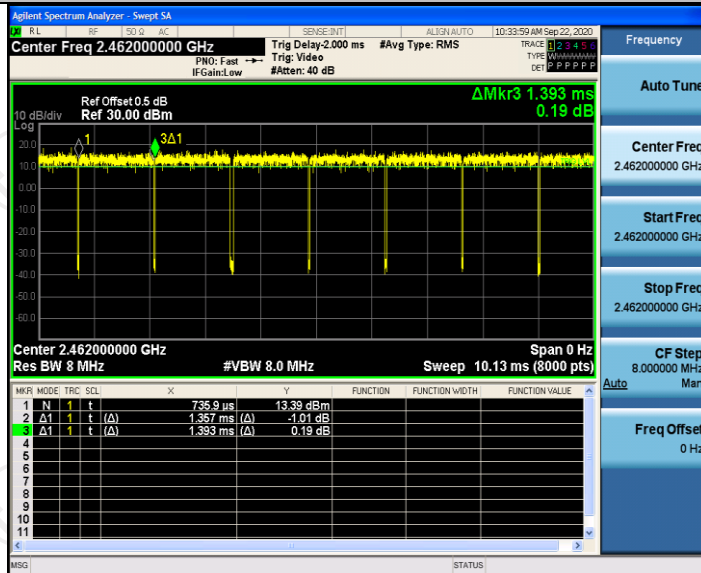 Agilent Spectrum Analyzer - Swept SA
RL RF 50 Ω AC SENSE:INT ALIGN AUTO 10:33:59 AM Sep 22, 2020
Center Freq 2.462000000 GHz
PNO: Fast
IFGain:Low
Trig Delay-2.000 ms
Trig: Video
#Atten: 40 dB
#Avg Type: RMS
TRACE 1 2 3 4 5 6
TYPE W
DET P P P P P P
Ref Offset 0.5 dB
Ref 30.00 dBm
10 dB/div
Log
ΔMkr3 1.393 ms
0.19 dB
1
3Δ1
20.0
10.0
0.00
-10.0
-20.0
-30.0
-40.0
-50.0
-60.0
Center 2.462000000 GHz
Span 0 Hz
Res BW 8 MHz
#VBW 8.0 MHz
Sweep 10.13 ms (8000 pts)
MKR MODE TRC SCL X Y FUNCTION FUNCTION WIDTH FUNCTION VALUE
1 N 1 t 735.9 µs 13.39 dBm
2 Δ1 1 t (Δ) 1.357 ms (Δ) -1.01 dB
3 Δ1 1 t (Δ) 1.393 ms (Δ) 0.19 dB
4
5
6
7
8
9
10
11
MSG
STATUS
Frequency
Auto Tune
Center Freq
2.462000000 GHz
Start Freq
2.462000000 GHz
Stop Freq
2.462000000 GHz
CF Step
8.000000 MHz
Auto Man
Freq Offset
0 Hz